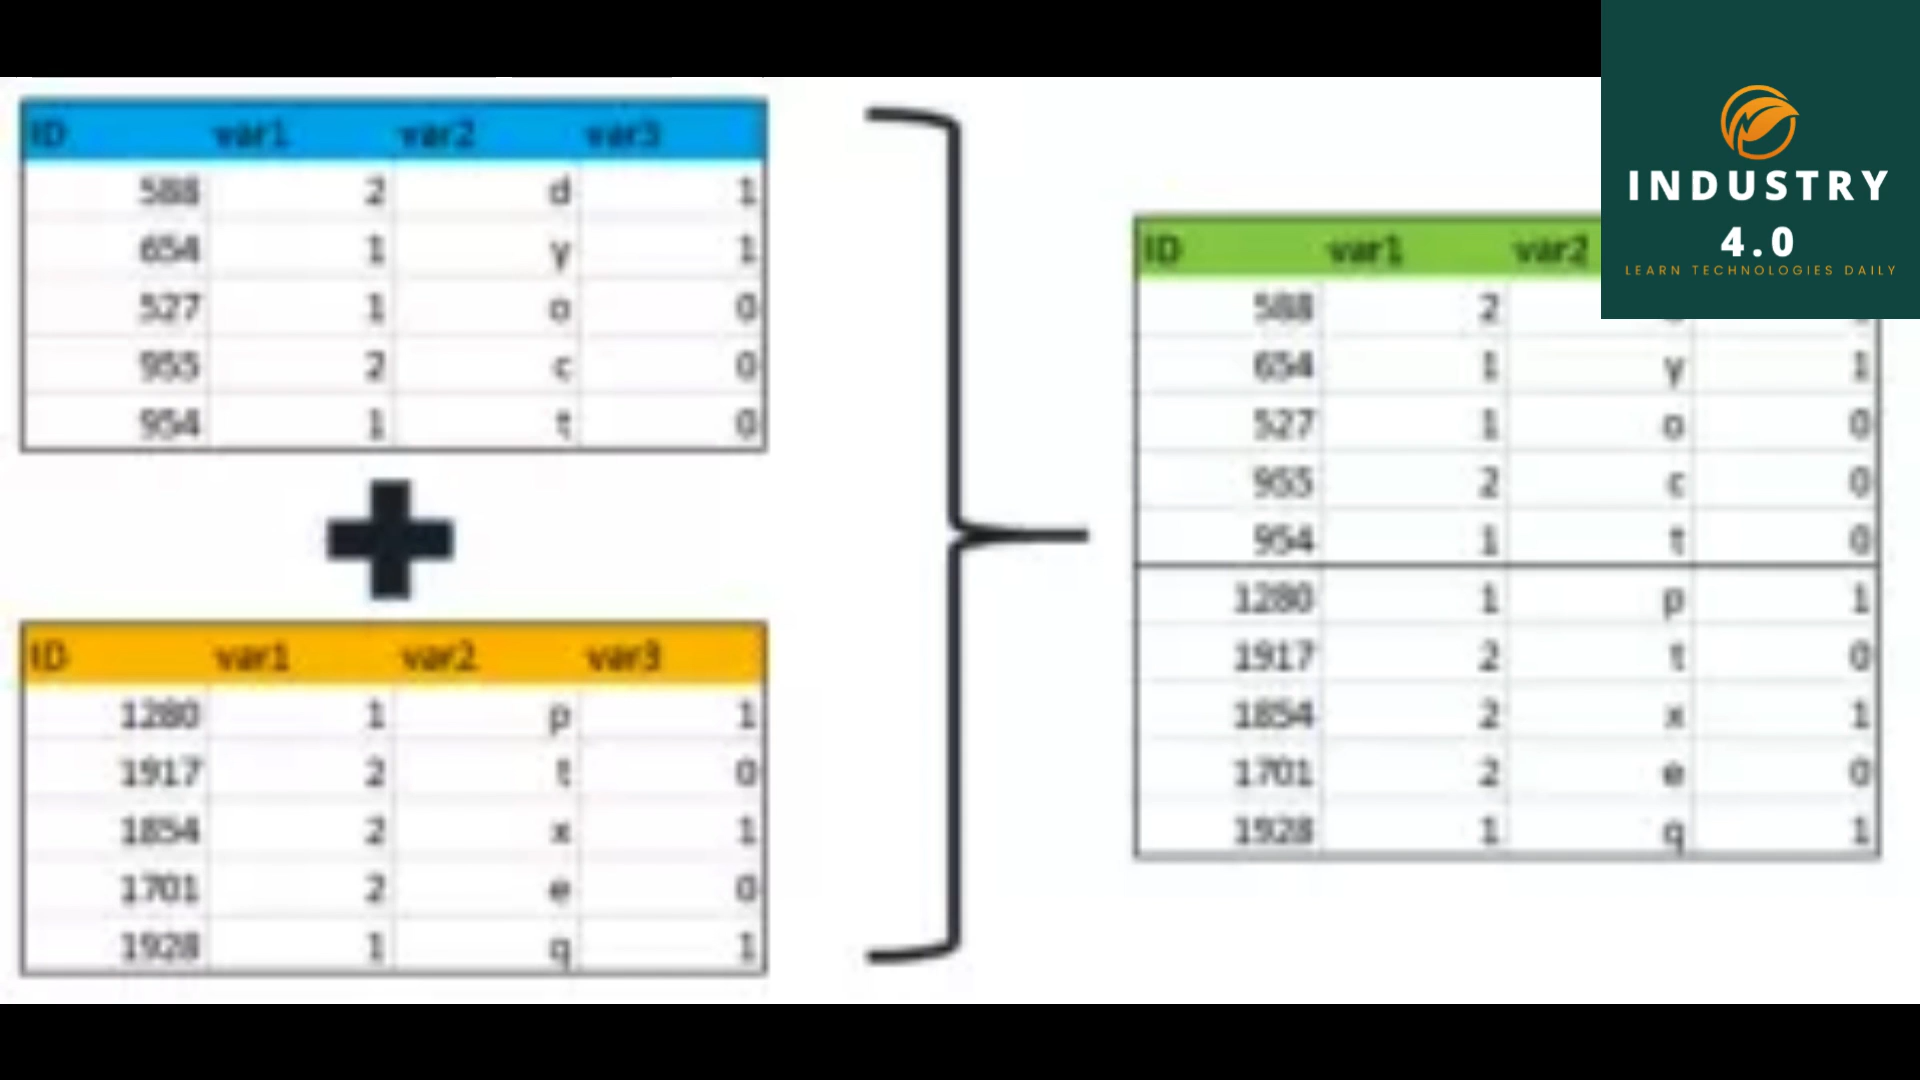 ID var1 var2 var3
588 2 d 1
654 1 y 1
527 1 o 0
955 2 c 0
954 1 t 0
ID var1 var2 var3
1280 1 p 1
1917 2 t 0
1854 2 x 1
1701 2 e 0
1928 1 q 1
ID var1 var2
588 2
654 1 y 1
527 1 o 0
955 2 c 0
954 1 t 0
1280 1 p 1
1917 2 t 0
1854 2 x 1
1701 2 e 0
1928 1 q 1
INDUSTRY
4.0
LEARN TECHNOLOGIES DAILY